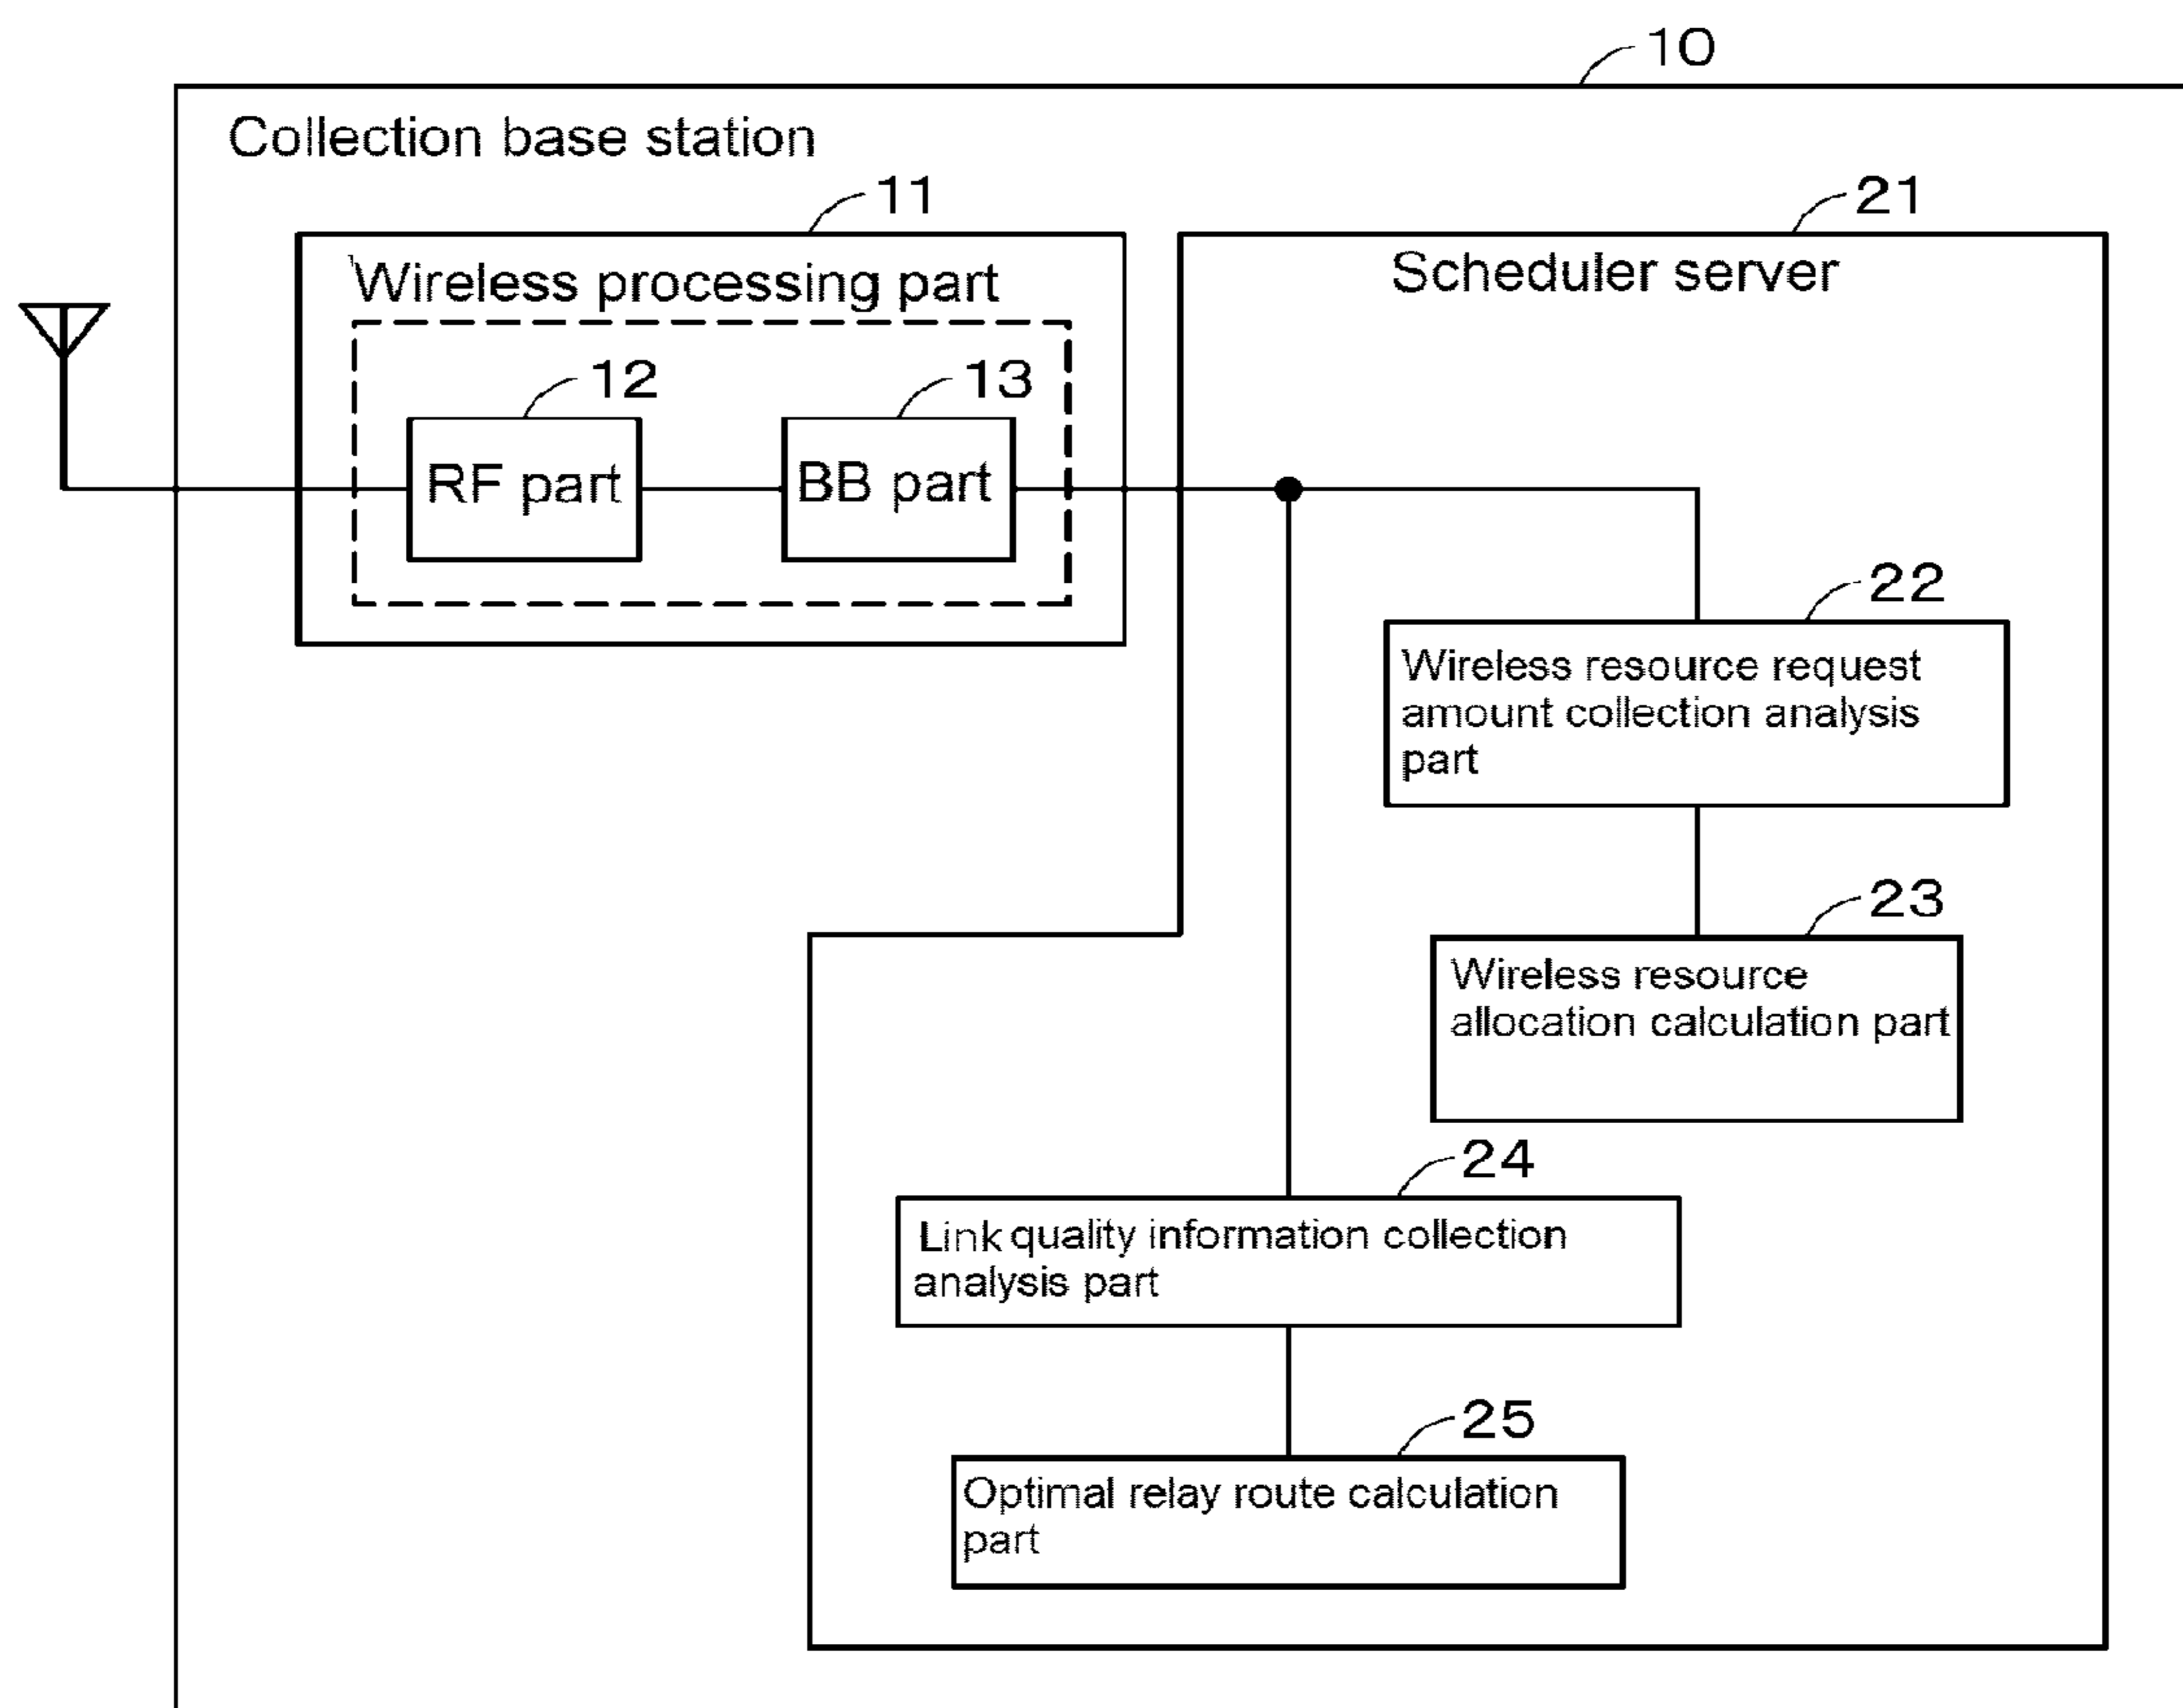 10
Collection base station
11
21
Wireless processing part
Scheduler server
12
13
RF part
BB part
22
Wireless resource request
amount collection analysis
part
23
Wireless resource
allocation calculation part
24
Link quality information collection
analysis part
25
Optimal relay route calculation
part